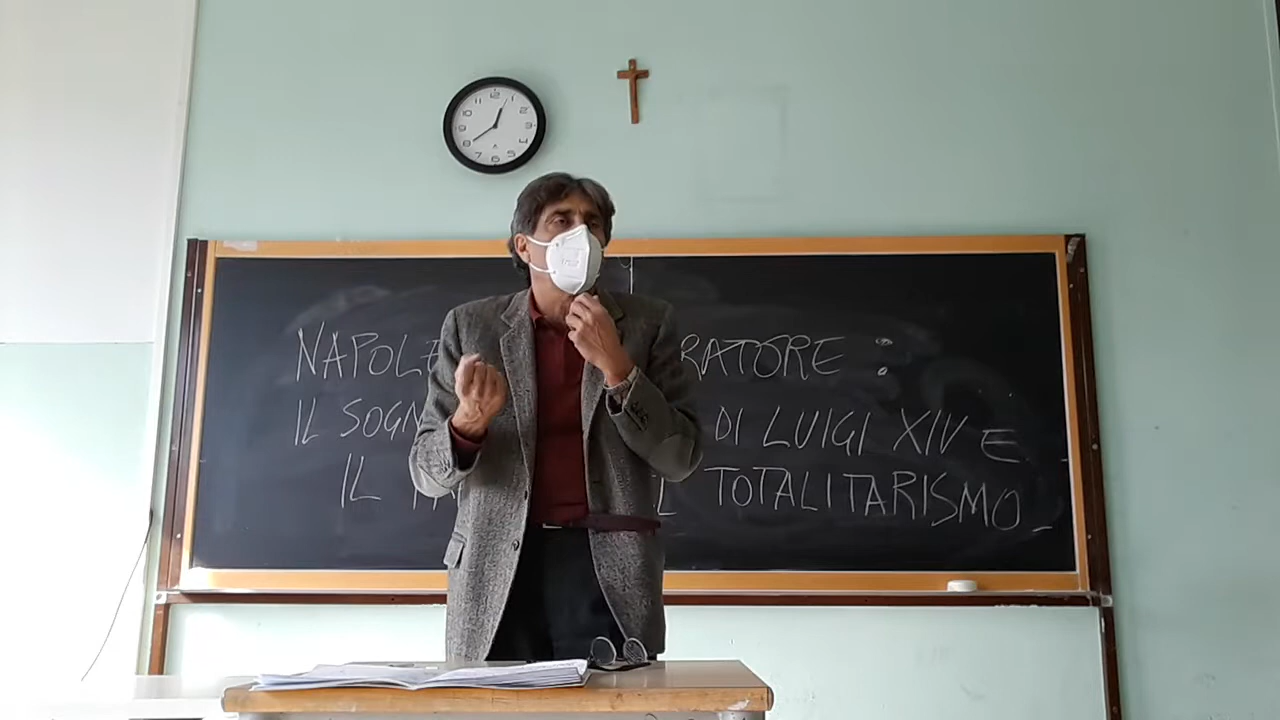 NAPOLE RATORE :
IL SOGN DI LUIGI XIV E
IL TOTALITARISMO